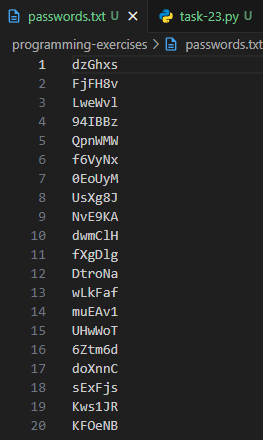 passwords.txt U × task-23.py U
programming-exercises > passwords.txt
1 dzGhxs
2 FjFH8v
3 LweWvl
4 94IBBz
5 QpnWMW
6 f6VyNx
7 0EoUyM
8 UsXg8J
9 NvE9KA
10 dwmClH
11 fXgDlg
12 DtroNa
13 wLkFaf
14 muEAv1
15 UHwWoT
16 6Ztm6d
17 doXnnC
18 sExFjs
19 Kws1JR
20 KFOeNB